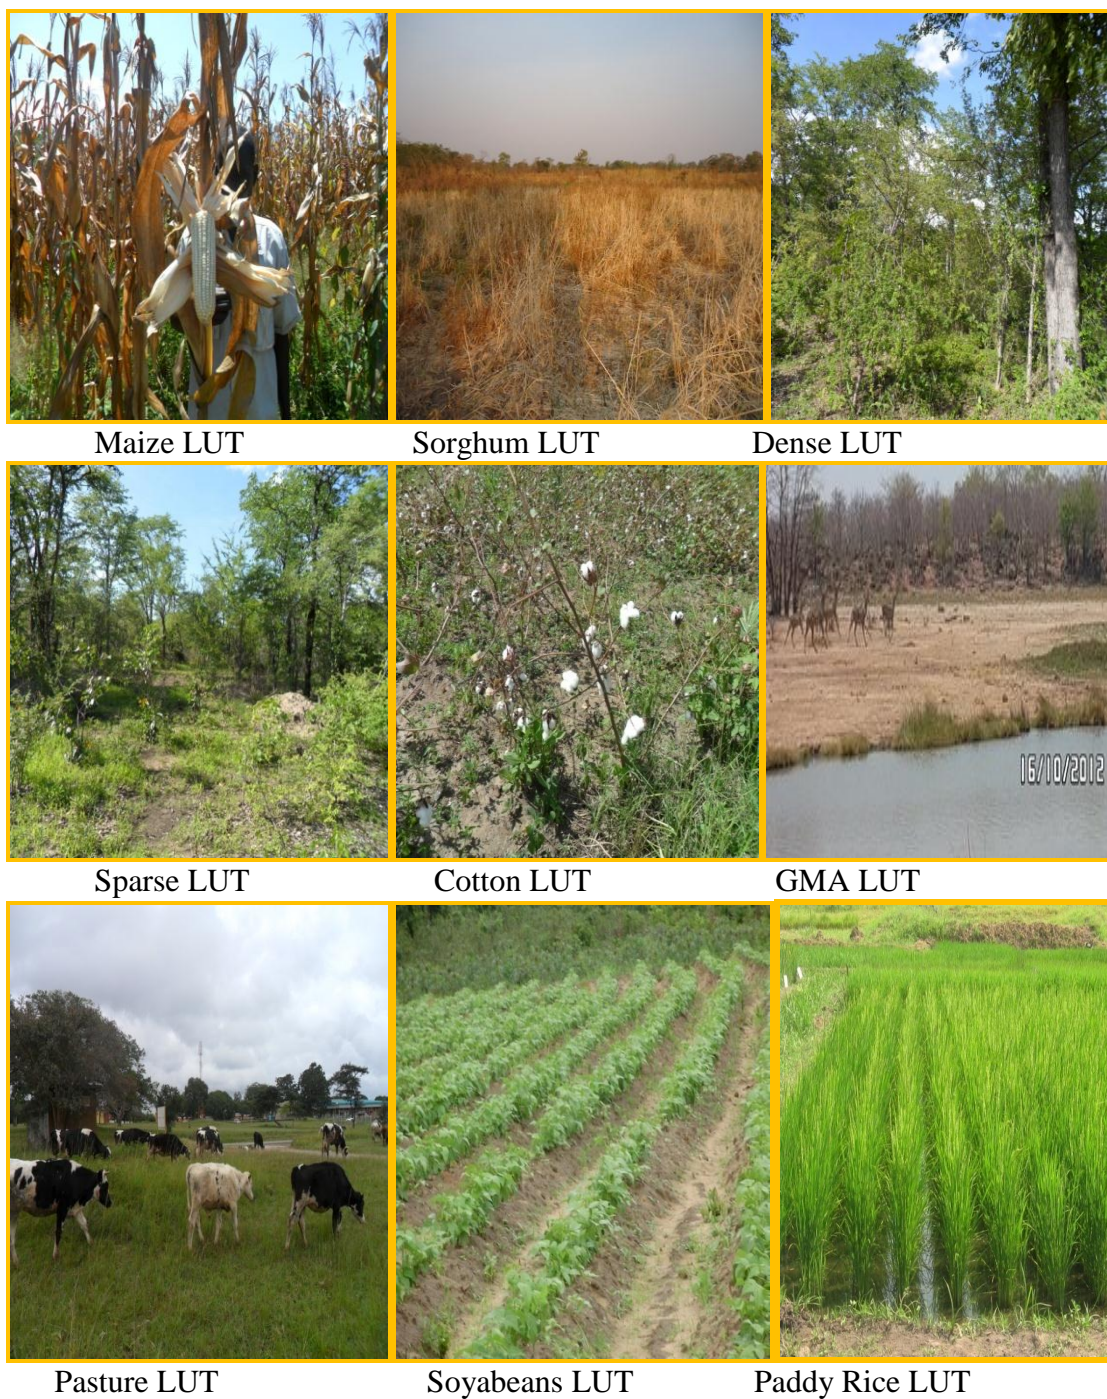 Maize LUT
Sorghum LUT
Dense LUT
16/10/2012
Sparse LUT
Cotton LUT
GMA LUT
Pasture LUT
Soyabeans LUT
Paddy Rice LUT